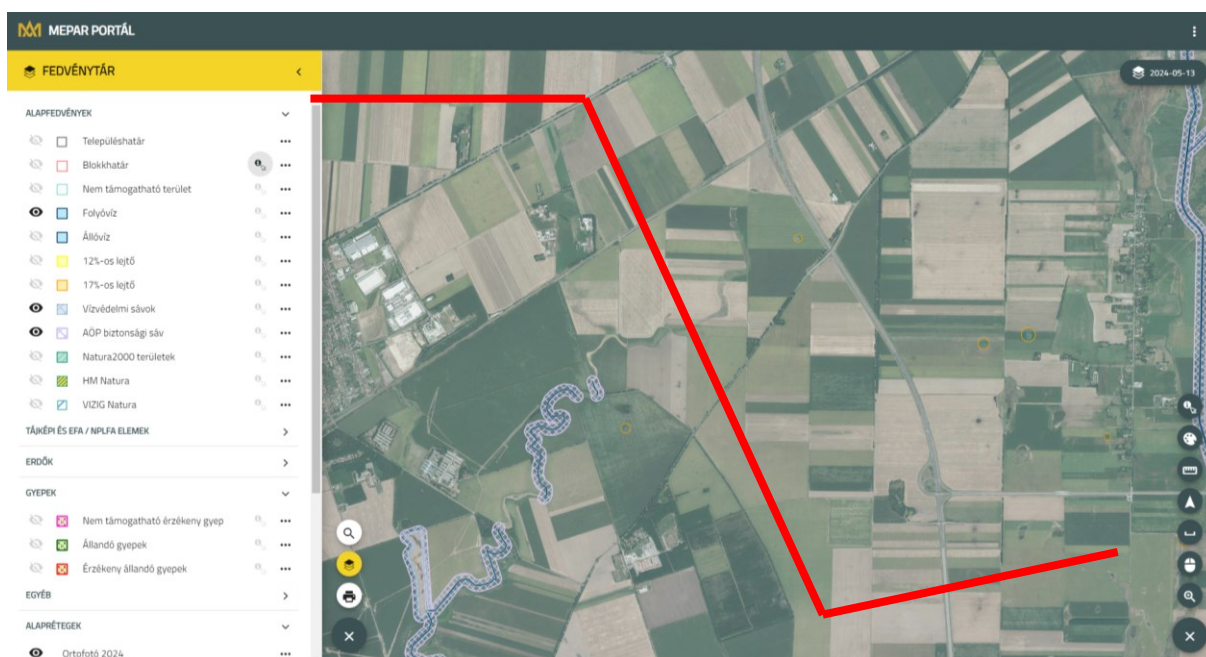 MEPAR PORTÁL
FEDVÉNYTÁR
2024-05-13
ALAPFEDVÉNYEK
Településhatár
Blokkhatár
Nem támogatható terület
Folyóvíz
Állóvíz
12%-os lejtő
17%-os lejtő
Vízvédelmi sávok
AÖP biztonsági sáv
Natura2000 területek
HM Natura
VIZIG Natura
TÁJKÉPI ÉS EFA / NPLFA ELEMEK
ERDŐK
GYEPEK
Nem támogatható érzékeny gyep
Állandó gyepek
Érzékeny állandó gyepek
EGYÉB
ALAPRÉTEGEK
Ortofotó 2024